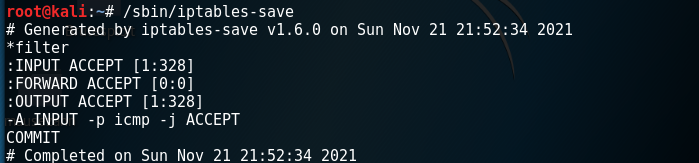 root@kali:~# /sbin/iptables-save
# Generated by iptables-save v1.6.0 on Sun Nov 21 21:52:34 2021
*filter
:INPUT ACCEPT [1:328]
:FORWARD ACCEPT [0:0]
:OUTPUT ACCEPT [1:328]
-A INPUT -p icmp -j ACCEPT
COMMIT
# Completed on Sun Nov 21 21:52:34 2021